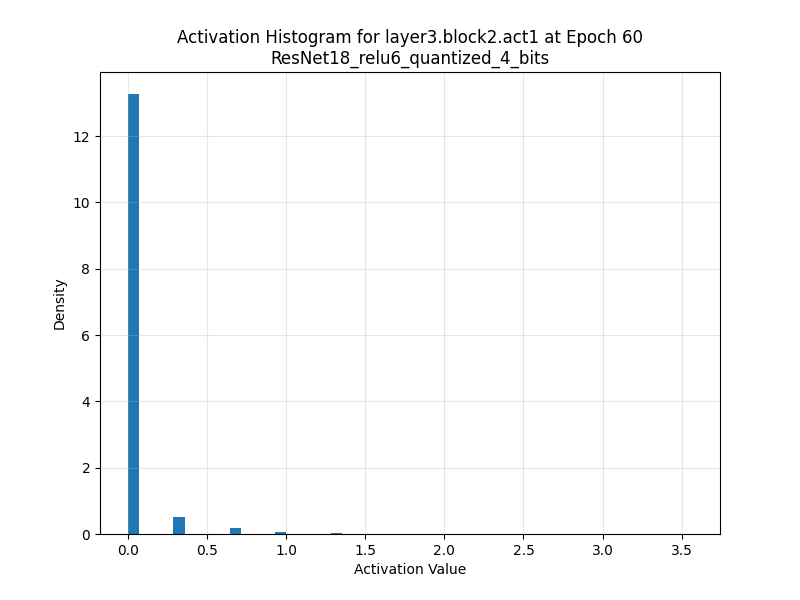 Activation Histogram for layer3.block2.act1 at Epoch 60
ResNet18_relu6_quantized_4_bits
12
10
8
6
4
2
0
Density
0.0 0.5 1.0 1.5 2.0 2.5 3.0 3.5
Activation Value